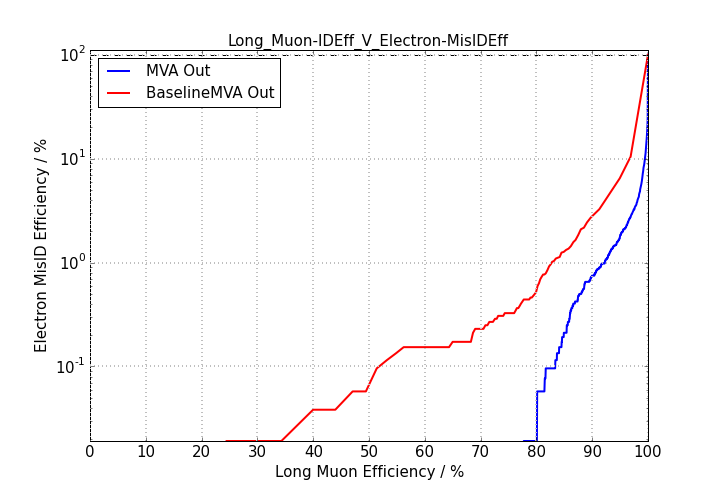 Long_Muon-IDEff_V_Electron-MisIDEff
MVA Out
BaselineMVA Out
Electron MisID Efficiency / %
10²
10¹
10⁰
10⁻¹
0 10 20 30 40 50 60 70 80 90 100
Long Muon Efficiency / %